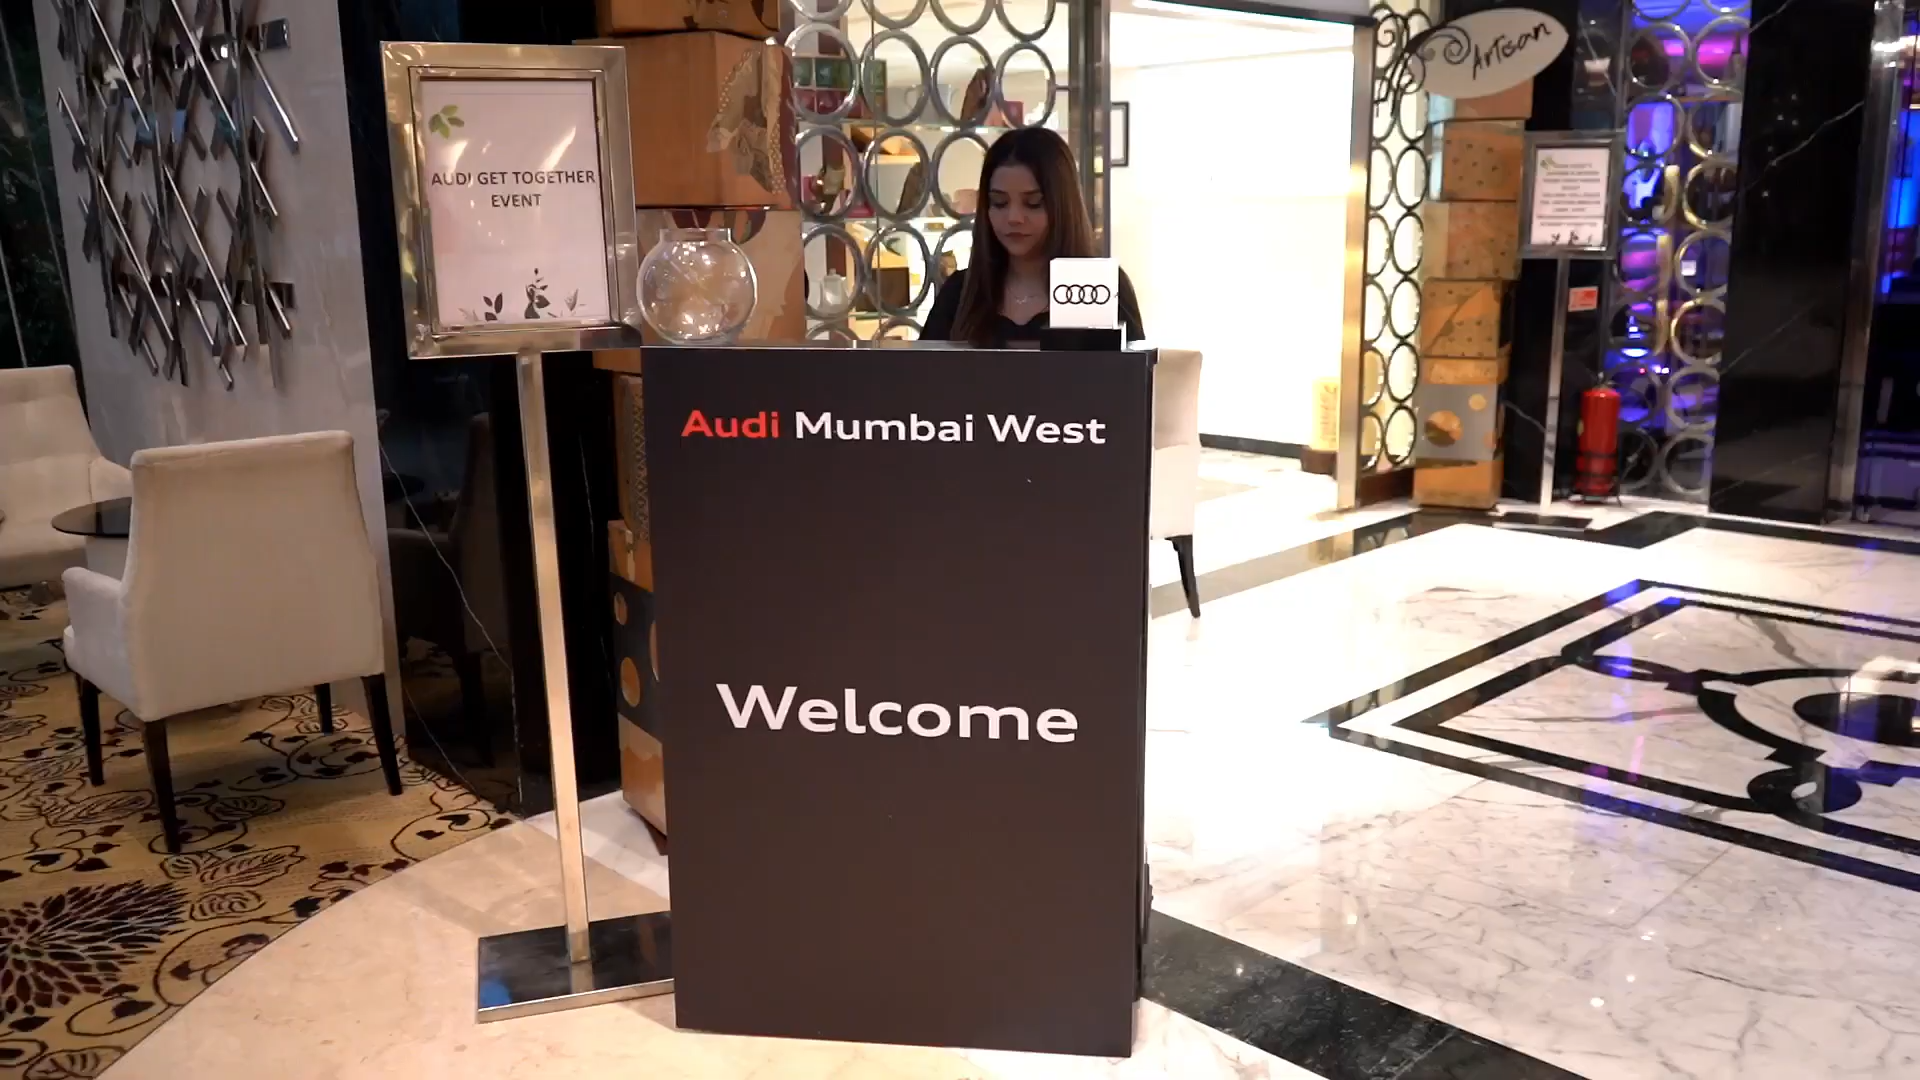 AUDI GET TOGETHER
EVENT
Audi Mumbai West
Welcome
Artisan